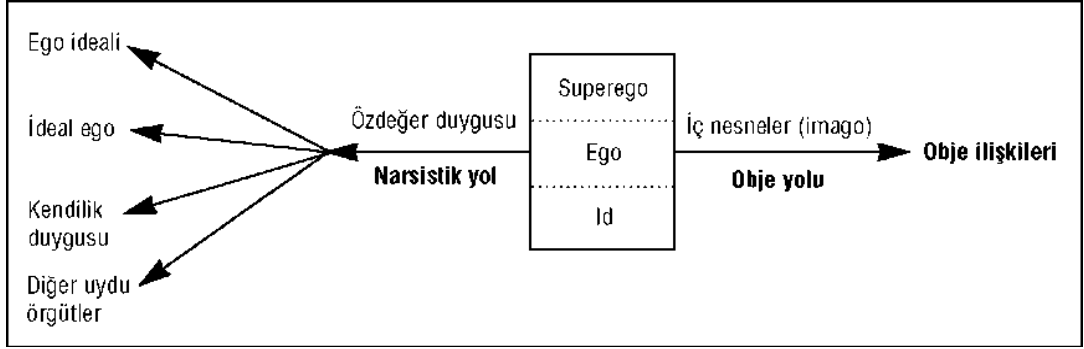 Ego ideali
İdeal ego
Kendilik
duygusu
Diğer uydu
örgütler
Özdeğer duygusu
Narsistik yol
Superego
Ego
Id
İç nesneler (imago)
Obje yolu
Obje ilişkileri